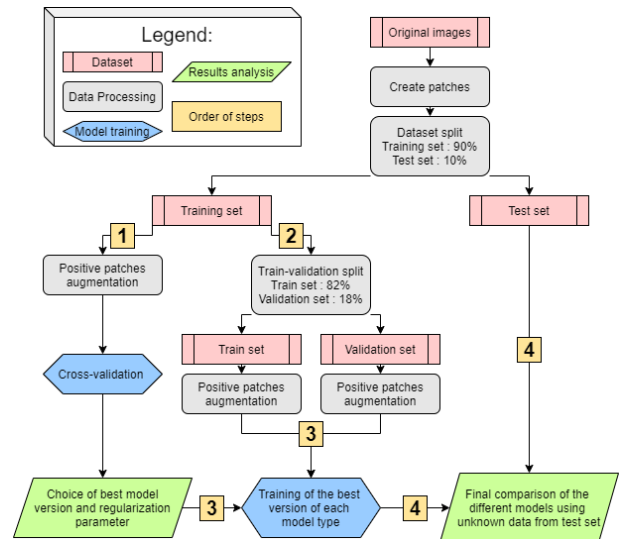 Legend:
Dataset
Results analysis
Data Processing
Order of steps
Model training
Original images
Create patches
Dataset split
Training set : 90%
Test set : 10%
Training set
Test set
1
2
Positive patches
augmentation
Train-validation split
Train set : 82%
Validation set : 18%
Train set
Validation set
4
Cross-validation
Positive patches
augmentation
Positive patches
augmentation
3
Choice of best model
version and regularization
parameter
3
Training of the best
version of each
model type
4
Final comparison of
the different models using
unknown data from test set